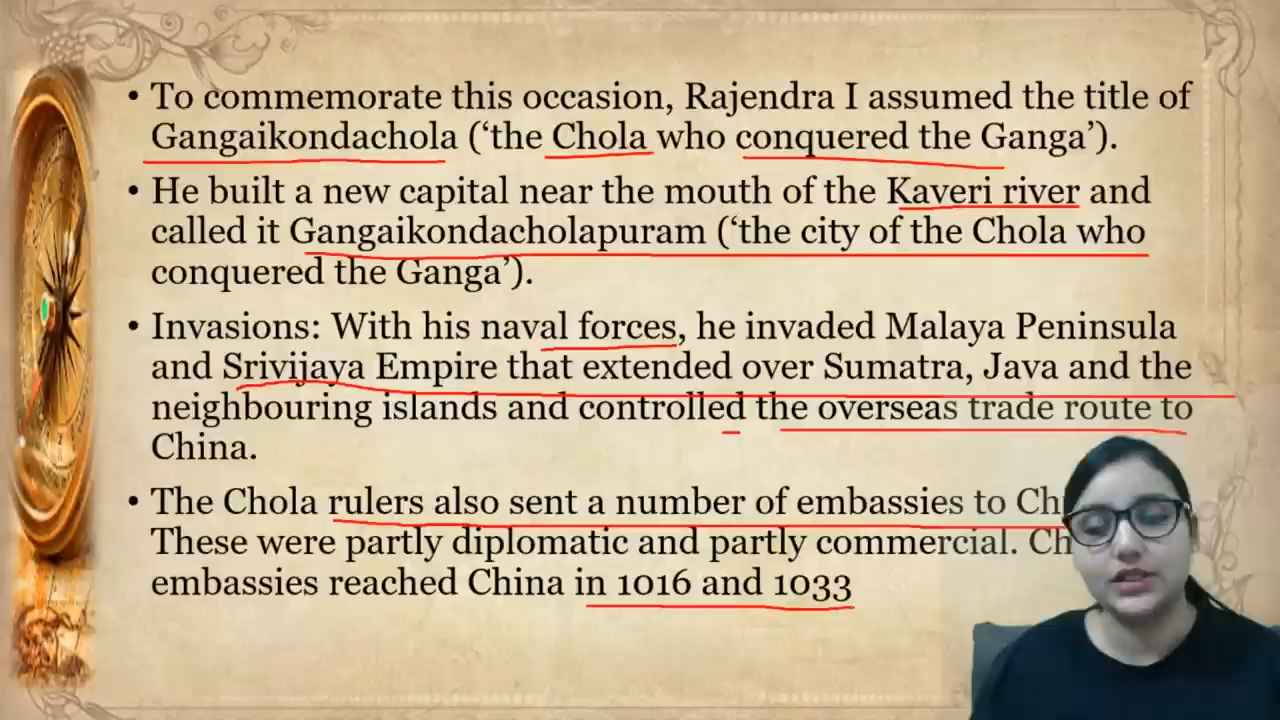 • To commemorate this occasion, Rajendra I assumed the title of
Gangaikondachola (‘the Chola who conquered the Ganga’).
• He built a new capital near the mouth of the Kaveri river and
called it Gangaikondacholapuram (‘the city of the Chola who
conquered the Ganga’).
• Invasions: With his naval forces, he invaded Malaya Peninsula
and Srivijaya Empire that extended over Sumatra, Java and the
neighbouring islands and controlled the overseas trade route to
China.
• The Chola rulers also sent a number of embassies to
These were partly diplomatic and partly commercial.
embassies reached China in 1016 and 1033